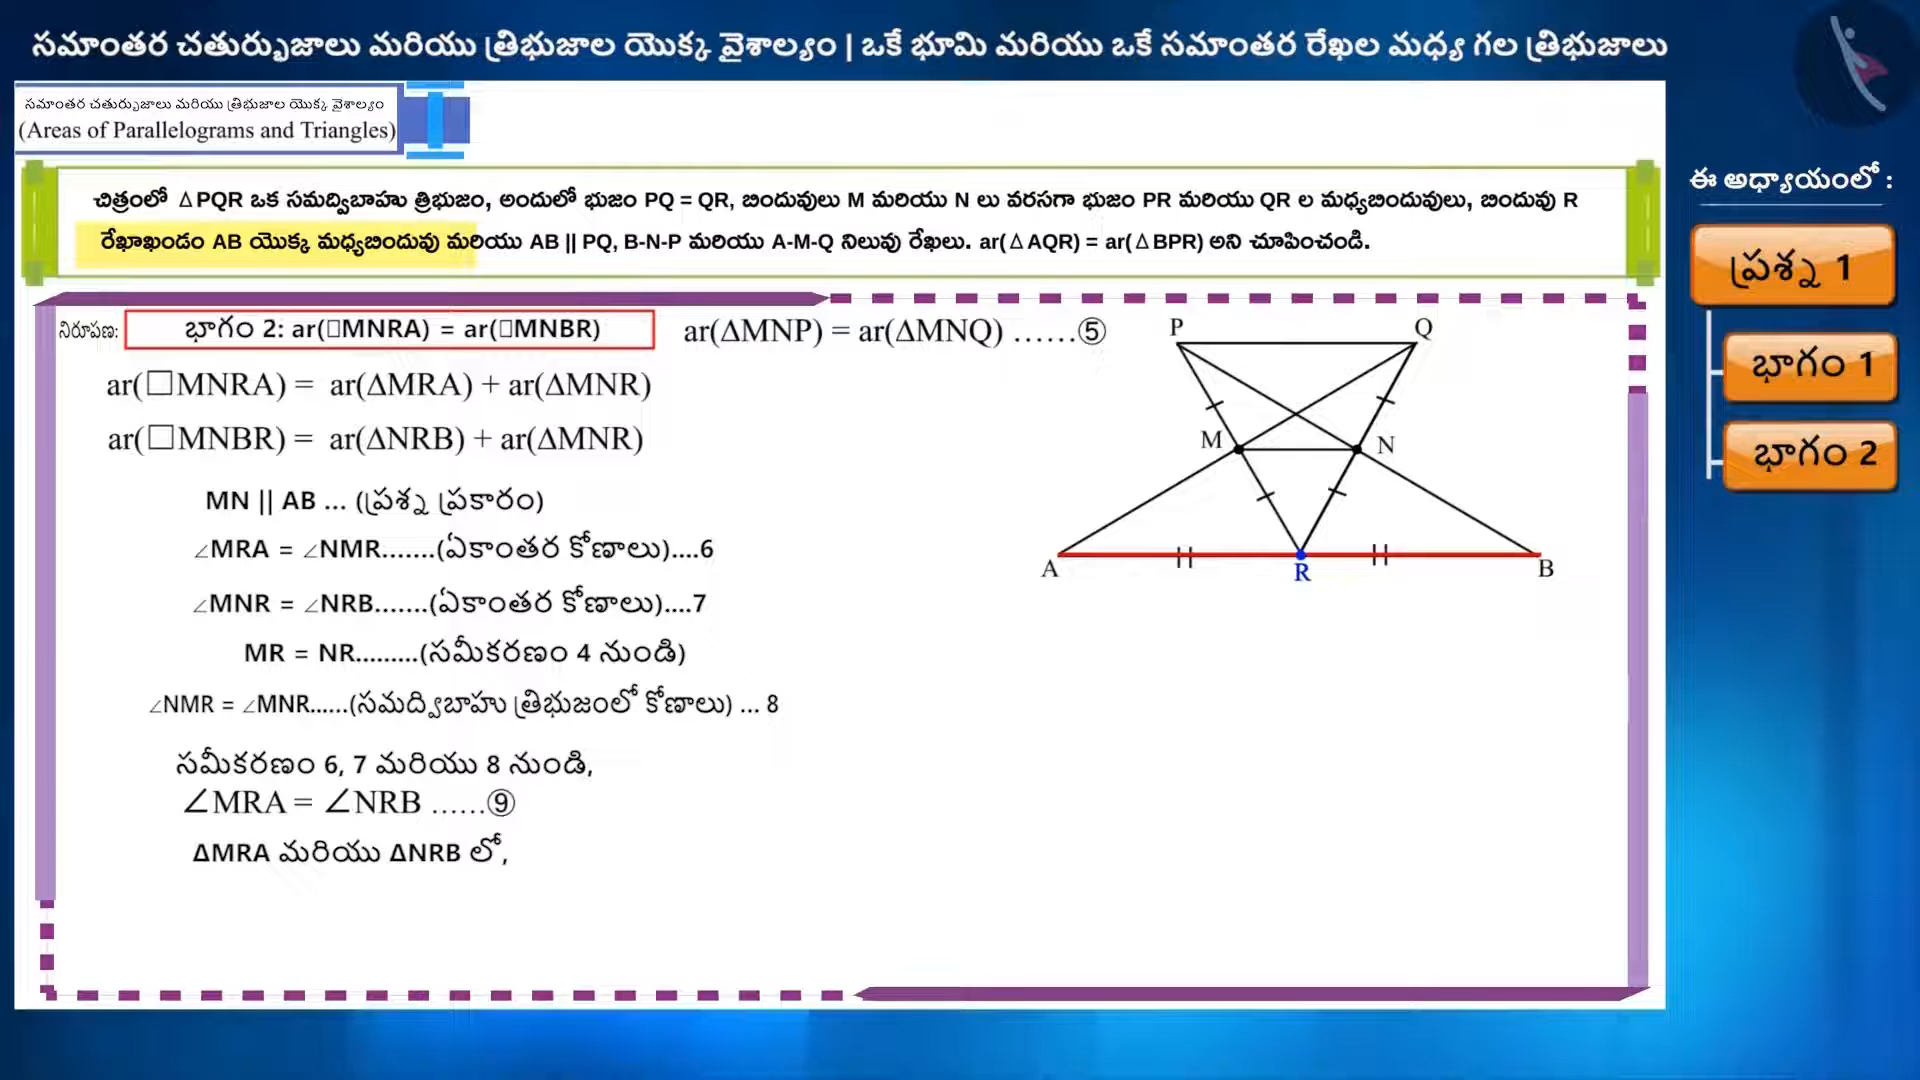 సమాంతర చతుర్భుజాలు మరియు త్రిభుజాల యొక్క వైశాల్యం | ఒకే భూమి మరియు ఒకే సమాంతర రేఖల మధ్య గల త్రిభుజాలు
సమాంతర చతుర్భుజాలు మరియు త్రిభుజాల యొక్క వైశాల్యం
(Areas of Parallelograms and Triangles)
చిత్రంలో ΔPQR ఒక సమద్విబాహు త్రిభుజం, అందులో భుజం PQ = QR, బిందువులు M మరియు N లు వరసగా భుజం PR మరియు QR ల మధ్యబిందువులు, బిందువు R
రేఖాఖండం AB యొక్క మధ్యబిందువు మరియు AB || PQ, B-N-P మరియు A-M-Q నిలువు రేఖలు. ar(ΔAQR) = ar(ΔBPR) అని చూపించండి.
నిరూపణ: భాగం 2: ar(□MNRA) = ar(□MNBR) ar(ΔMNP) = ar(ΔMNQ) ......⑤
ar(□MNRA) = ar(ΔMRA) + ar(ΔMNR)
ar(□MNBR) = ar(ΔNRB) + ar(ΔMNR)
MN || AB ... (ప్రశ్న ప్రకారం)
∠MRA = ∠NMR.......(ఏకాంతర కోణాలు)....6
∠MNR = ∠NRB.......(ఏకాంతర కోణాలు)....7
MR = NR.........(సమీకరణం 4 నుండి)
∠NMR = ∠MNR......(సమద్విబాహు త్రిభుజంలో కోణాలు) ... 8
సమీకరణం 6, 7 మరియు 8 నుండి,
∠MRA = ∠NRB ......⑨
ΔMRA మరియు ΔNRB లో,
P Q
M N
A R B
ఈ అధ్యాయంలో :
ప్రశ్న 1
భాగం 1
భాగం 2